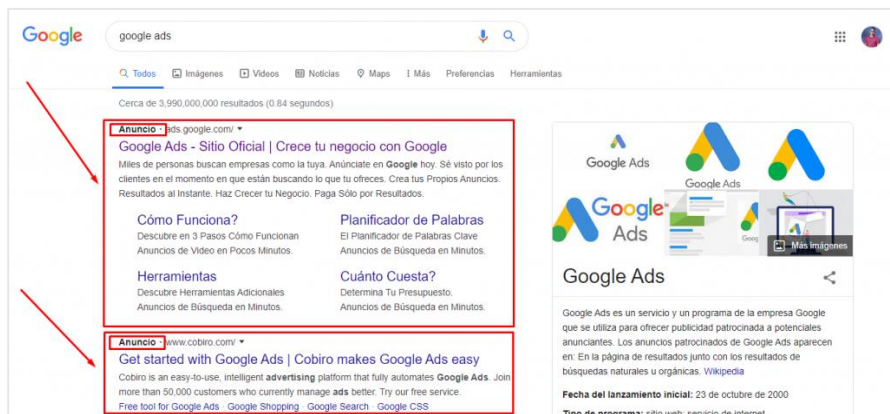 Google
google ads
Todos Imágenes Videos Noticias Maps Más Preferencias Herramientas
Cerca de 3,990,000,000 resultados (0.84 segundos)
Anuncio · ads.google.com/
Google Ads - Sitio Oficial | Crece tu negocio con Google
Miles de personas buscan empresas como la tuya. Anúnciate en Google hoy. Sé visto por los
clientes en el momento en que están buscando lo que tu ofreces. Crea tus Propios Anuncios.
Resultados al Instante. Haz Crecer tu Negocio. Paga Sólo por Resultados.
Cómo Funciona?
Descubre en 3 Pasos Cómo Funcionan
Anuncios de Video en Pocos Minutos.
Planificador de Palabras
El Planificador de Palabras Clave
Anuncios de Búsqueda en Minutos.
Herramientas
Descubre Herramientas Adicionales
Anuncios de Búsqueda en Minutos.
Cuánto Cuesta?
Determina Tu Presupuesto.
Anuncios de Búsqueda en Minutos.
Anuncio · www.cobiro.com/
Get started with Google Ads | Cobiro makes Google Ads easy
Cobiro is an easy-to-use, intelligent advertising platform that fully automates Google Ads. Join
more than 50,000 customers who currently manage ads better. Try our free service.
Free tool for Google Ads · Google Shopping · Google Search · Google CSS
Google Ads
Google Ads
Google
Ads
Más imágenes
Google Ads
Google Ads es un servicio y un programa de la empresa Google
que se utiliza para ofrecer publicidad patrocinada a potenciales
anunciantes. Los anuncios patrocinados de Google Ads aparecen
en: En la página de resultados junto con los resultados de
búsquedas naturales u orgánicas. Wikipedia
Fecha del lanzamiento inicial: 23 de octubre de 2000
Tipo de programa: sitio web; servicio de internet